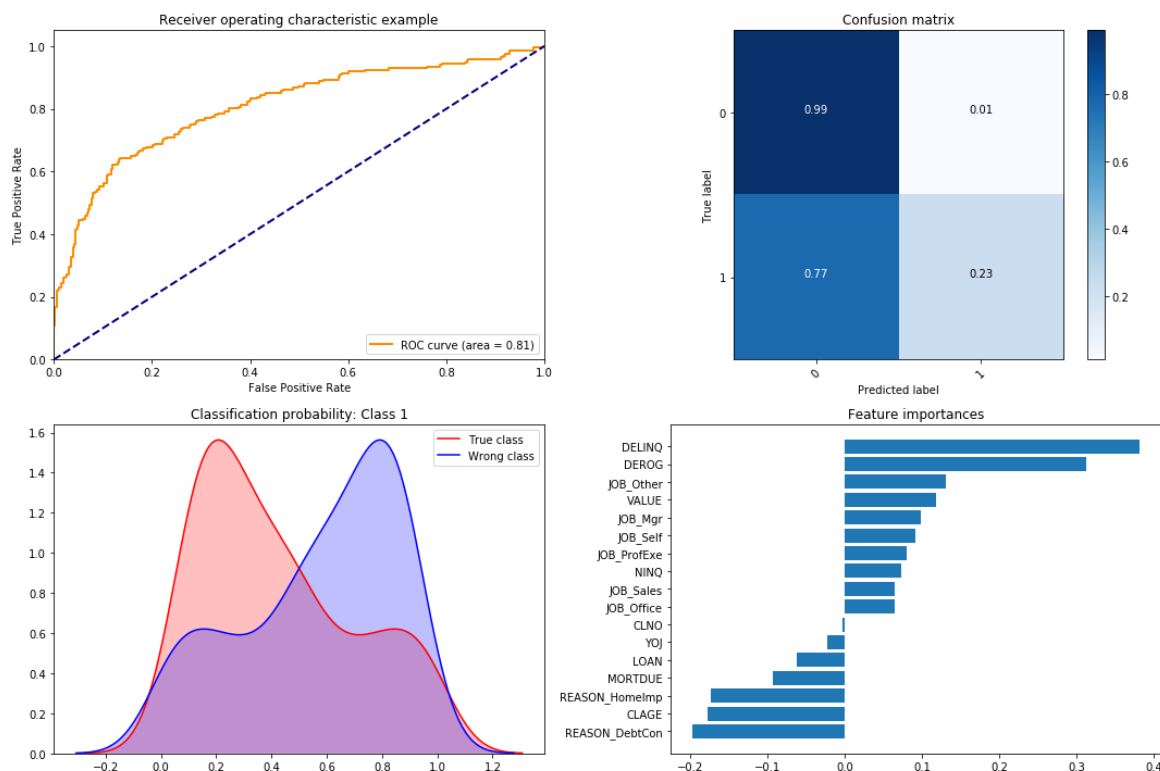 Receiver operating characteristic example
1.0
0.8
0.6
0.4
0.2
0.0
True Positive Rate
0.0 0.2 0.4 0.6 0.8 1.0
False Positive Rate
ROC curve (area = 0.81)
Confusion matrix
0
1
True label
0.99 0.01
0.77 0.23
0 1
Predicted label
0.8
0.6
0.4
0.2
Classification probability: Class 1
1.6
1.4
1.2
1.0
0.8
0.6
0.4
0.2
0.0
True class
Wrong class
−0.2 0.0 0.2 0.4 0.6 0.8 1.0 1.2
Feature importances
DELINQ
DEROG
JOB_Other
VALUE
JOB_Mgr
JOB_Self
JOB_ProfExe
NINQ
JOB_Sales
JOB_Office
CLNO
YOJ
LOAN
MORTDUE
REASON_HomeImp
CLAGE
REASON_DebtCon
−0.2 −0.1 0.0 0.1 0.2 0.3 0.4